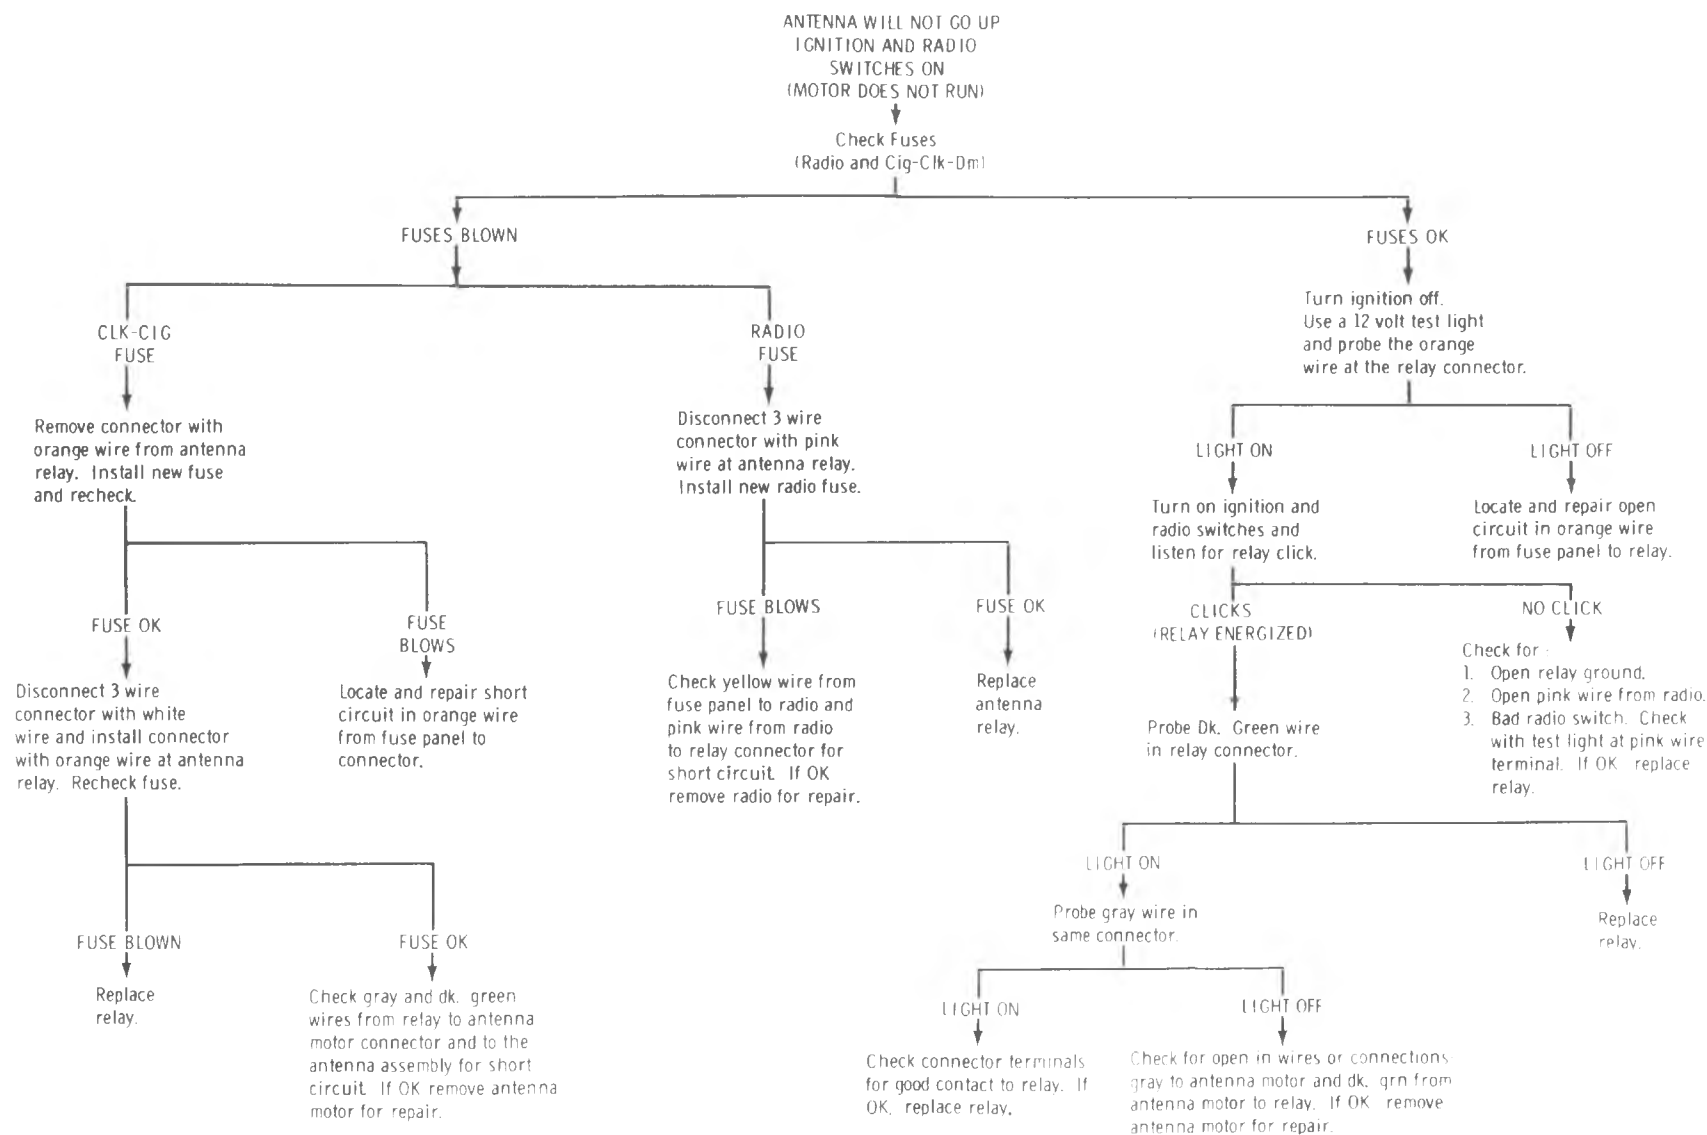 ANTENNA WILL NOT GO UP
IGNITION AND RADIO
SWITCHES ON
(MOTOR DOES NOT RUN)
Check Fuses
(Radio and Cig-Clk-Dm)
FUSES BLOWN
FUSES OK
CLK-CIG
FUSE
RADIO
FUSE
Turn ignition off.
Use a 12 volt test light
and probe the orange
wire at the relay connector.
Remove connector with
orange wire from antenna
relay. Install new fuse
and recheck.
Disconnect 3 wire
connector with pink
wire at antenna relay.
Install new radio fuse.
LIGHT ON
LIGHT OFF
Turn on ignition and
radio switches and
listen for relay click.
Locate and repair open
circuit in orange wire
from fuse panel to relay.
FUSE OK
FUSE
BLOWS
FUSE BLOWS
FUSE OK
CLICKS
(RELAY ENERGIZED)
NO CLICK
Disconnect 3 wire
connector with white
wire and install connector
with orange wire at antenna
relay. Recheck fuse.
Locate and repair short
circuit in orange wire
from fuse panel to
connector.
Check yellow wire from
fuse panel to radio and
pink wire from radio
to relay connector for
short circuit. If OK
remove radio for repair.
Replace
antenna
relay.
Probe Dk. Green wire
in relay connector.
Check for
1. Open relay ground.
2. Open pink wire from radio.
3. Bad radio switch. Check
with test light at pink wire
terminal. If OK replace
relay.
LIGHT ON
LIGHT OFF
Probe gray wire in
same connector.
Replace
relay.
FUSE BLOWN
FUSE OK
Replace
relay.
Check gray and dk. green
wires from relay to antenna
motor connector and to the
antenna assembly for short
circuit. If OK remove antenna
motor for repair.
LIGHT ON
LIGHT OFF
Check connector terminals
for good contact to relay. If
OK, replace relay.
Check for open in wires or connections
gray to antenna motor and dk. grn from
antenna motor to relay. If OK remove
antenna motor for repair.